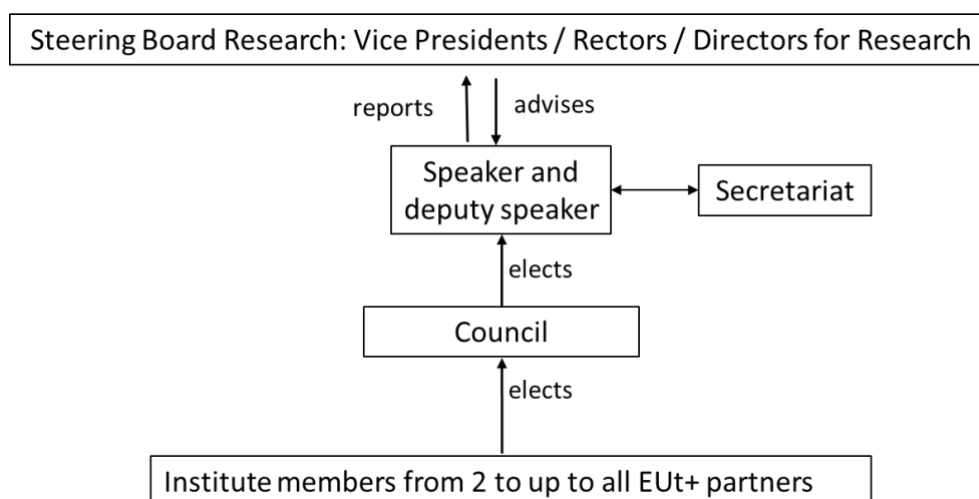 Steering Board Research: Vice Presidents / Rectors / Directors for Research
reports
advises
Speaker and
deputy speaker
Secretariat
elects
Council
elects
Institute members from 2 to up to all EUt+ partners